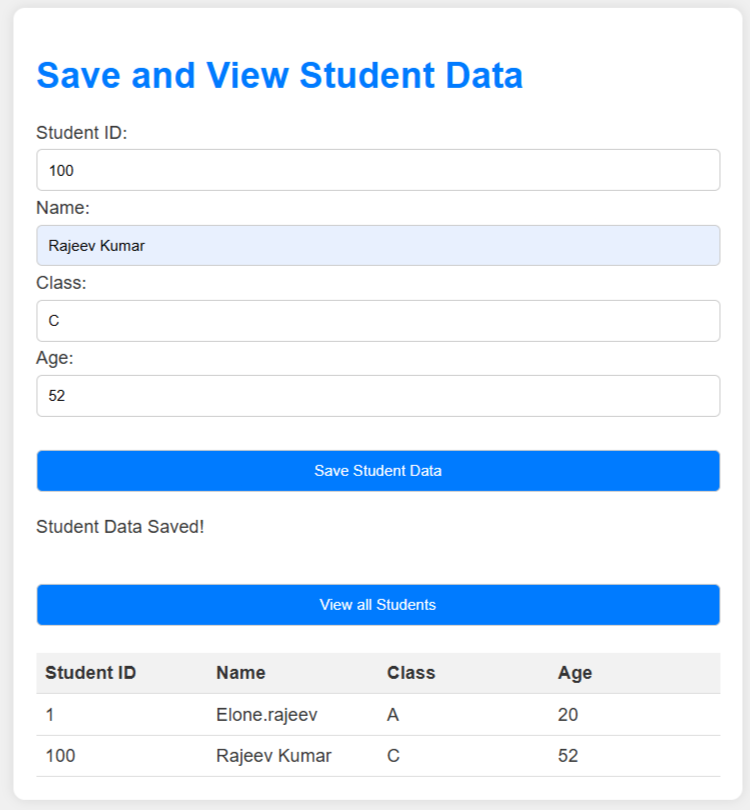 Save and View Student Data
Student ID:
100
Name:
Rajeev Kumar
Class:
C
Age:
52
Save Student Data
Student Data Saved!
View all Students
Student ID Name Class Age
1 Elone.rajeev A 20
100 Rajeev Kumar C 52